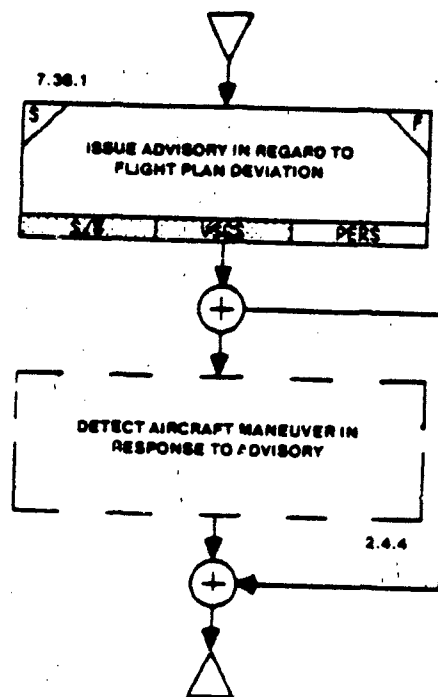 7.38.1
S F
ISSUE ADVISORY IN REGARD TO
FLIGHT PLAN DEVIATION
PERS
+
DETECT AIRCRAFT MANEUVER IN
RESPONSE TO ADVISORY
2.4.4
+